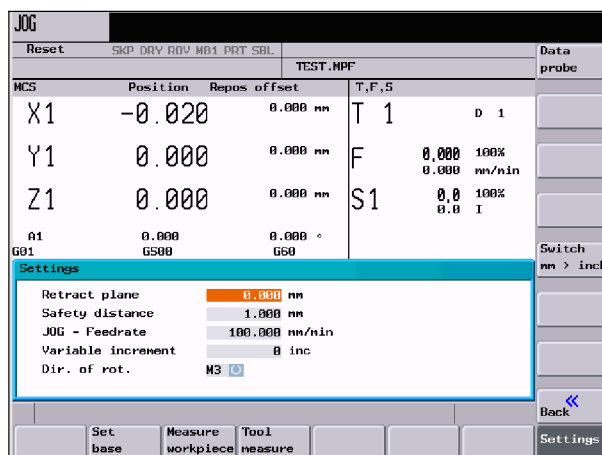 JOG
Reset SKP DRY ROV M01 PRT SBL
TEST.MPF
Data
probe
MCS Position Repos offset T,F,S
X1 -0.020 0.000 mm T 1 D 1
Y1 0.000 0.000 mm F 0,000 100%
0.000 mm/min
Z1 0.000 0.000 mm S1 0,0 100%
0.0 I
A1 0.000 0.000 °
G01 G500 G60
Switch
mm > inch
Settings
Retract plane 0.000 mm
Safety distance 1.000 mm
JOG - Feedrate 100.000 mm/min
Variable increment 0 inc
Dir. of rot. M3
«
Back
Set
base
Measure
workpiece
Tool
measure
Settings